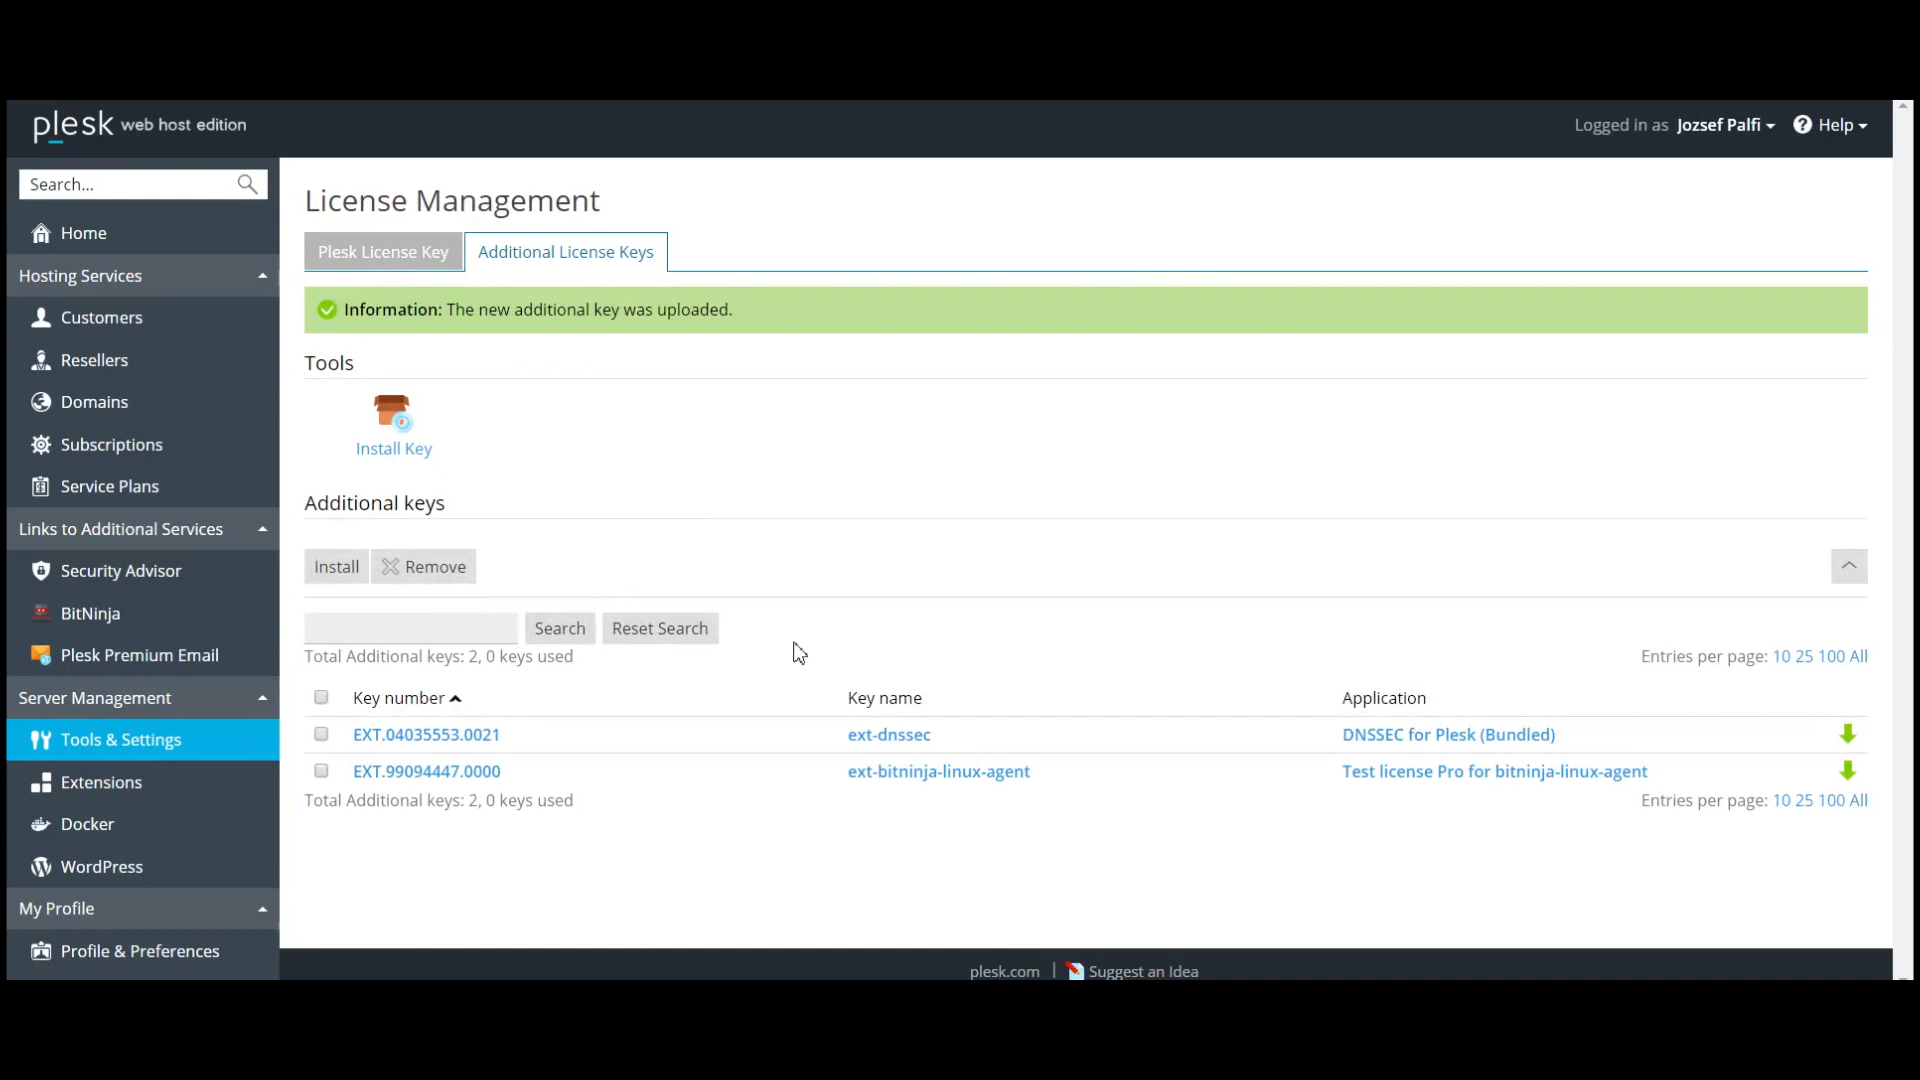 plesk web host edition
Logged in as Jozsef Palfi
Help
Search...
Home
Hosting Services
Customers
Resellers
Domains
Subscriptions
Service Plans
Links to Additional Services
Security Advisor
BitNinja
Plesk Premium Email
Server Management
Tools & Settings
Extensions
Docker
WordPress
My Profile
Profile & Preferences
License Management
Plesk License Key
Additional License Keys
Information: The new additional key was uploaded.
Tools
Install Key
Additional keys
Install
Remove
Search
Reset Search
Total Additional keys: 2, 0 keys used
Entries per page: 10 25 100 All
Key number
Key name
Application
EXT.04035553.0021
ext-dnssec
DNSSEC for Plesk (Bundled)
EXT.99094447.0000
ext-bitninja-linux-agent
Test license Pro for bitninja-linux-agent
Total Additional keys: 2, 0 keys used
Entries per page: 10 25 100 All
plesk.com
Suggest an Idea